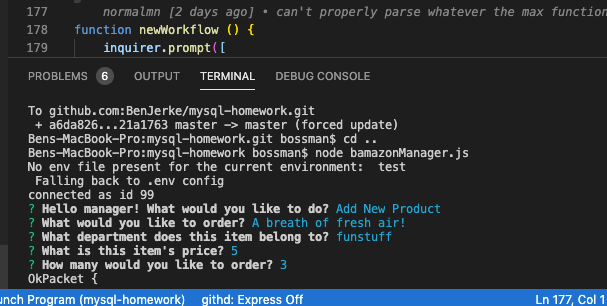 177 normalmn [2 days ago] • can't properly parse whatever the max function
178 function newWorkflow () {
179 inquirer.prompt([
PROBLEMS 6 OUTPUT TERMINAL DEBUG CONSOLE
To github.com:BenJerke/mysql-homework.git
+ a6da826...21a1763 master -> master (forced update)
Bens-MacBook-Pro:mysql-homework.git bossman$ cd ..
Bens-MacBook-Pro:mysql-homework bossman$ node bamazonManager.js
No env file present for the current environment:  test
Falling back to .env config
connected as id 99
? Hello manager! What would you like to do? Add New Product
? What would you like to order? A breath of fresh air!
? What department does this item belong to? funstuff
? What is this item's price? 5
? How many would you like to order? 3
OkPacket {
unch Program (mysql-homework) githd: Express Off Ln 177, Col 1